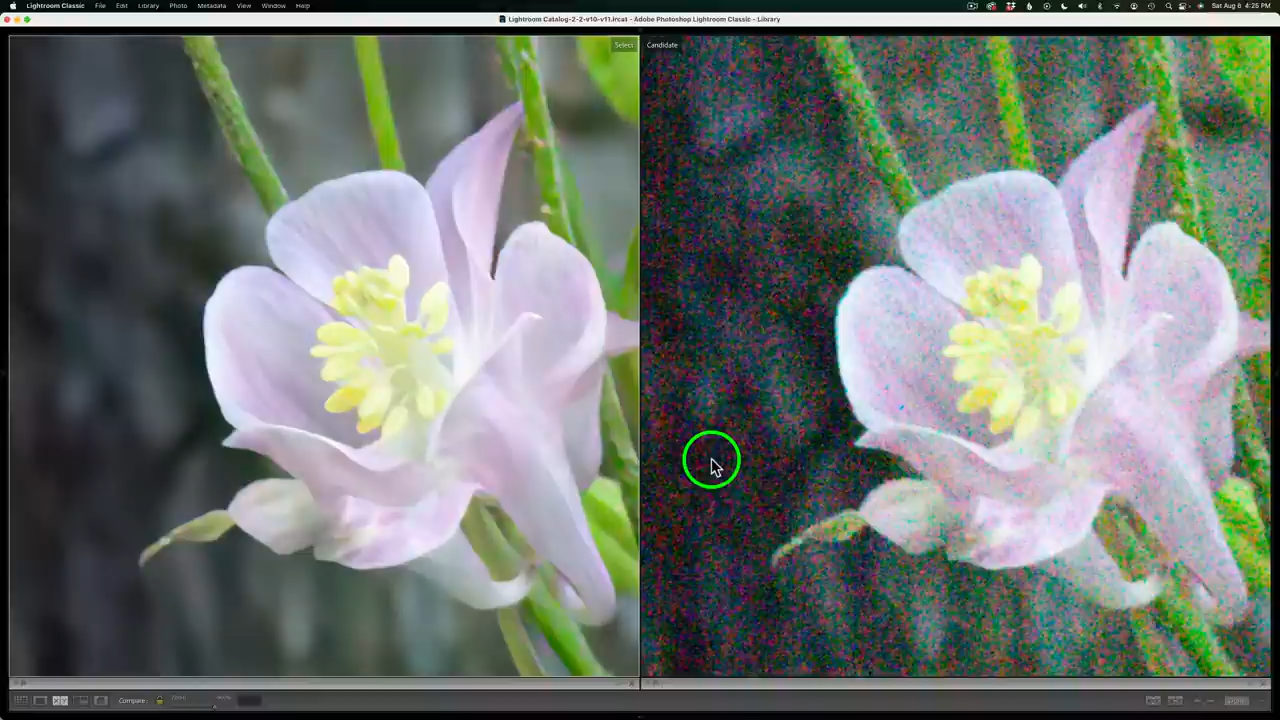 Lightroom Classic File Edit Library Photo Metadata View Window Help
Sat Aug 6 4:25 PM
Lightroom Catalog-2-2-v10-v11.lrcat - Adobe Photoshop Lightroom Classic - Library
Select
Candidate
Compare :